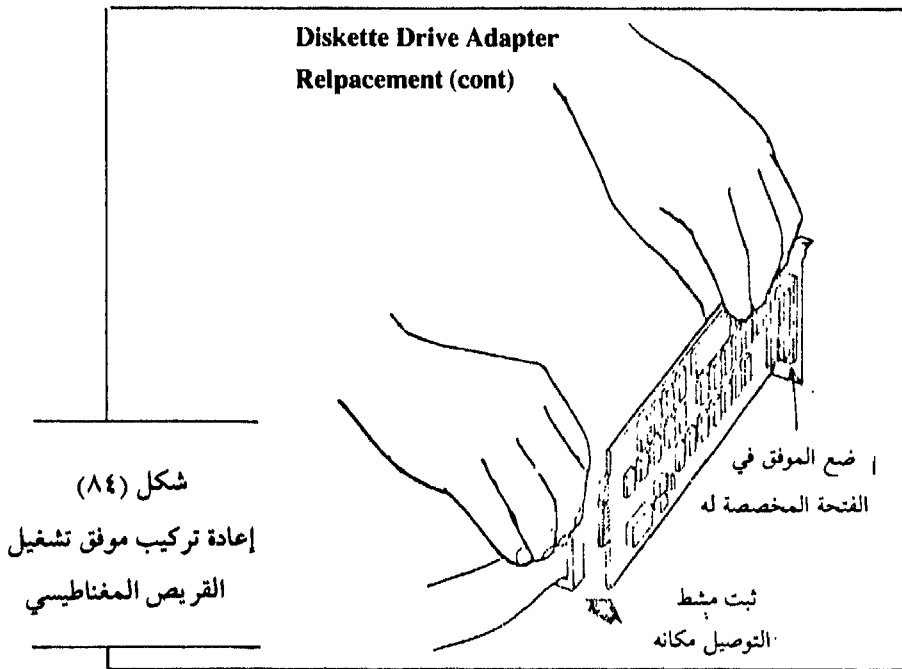 Diskette Drive Adapter
Relpacement (cont)
ضع الموفق في
الفتحة المخصصة له
ثبت مشط
التوصيل مكانه
شكل (٨٤)
إعادة تركيب موفق تشغيل
القريص المغناطيسي